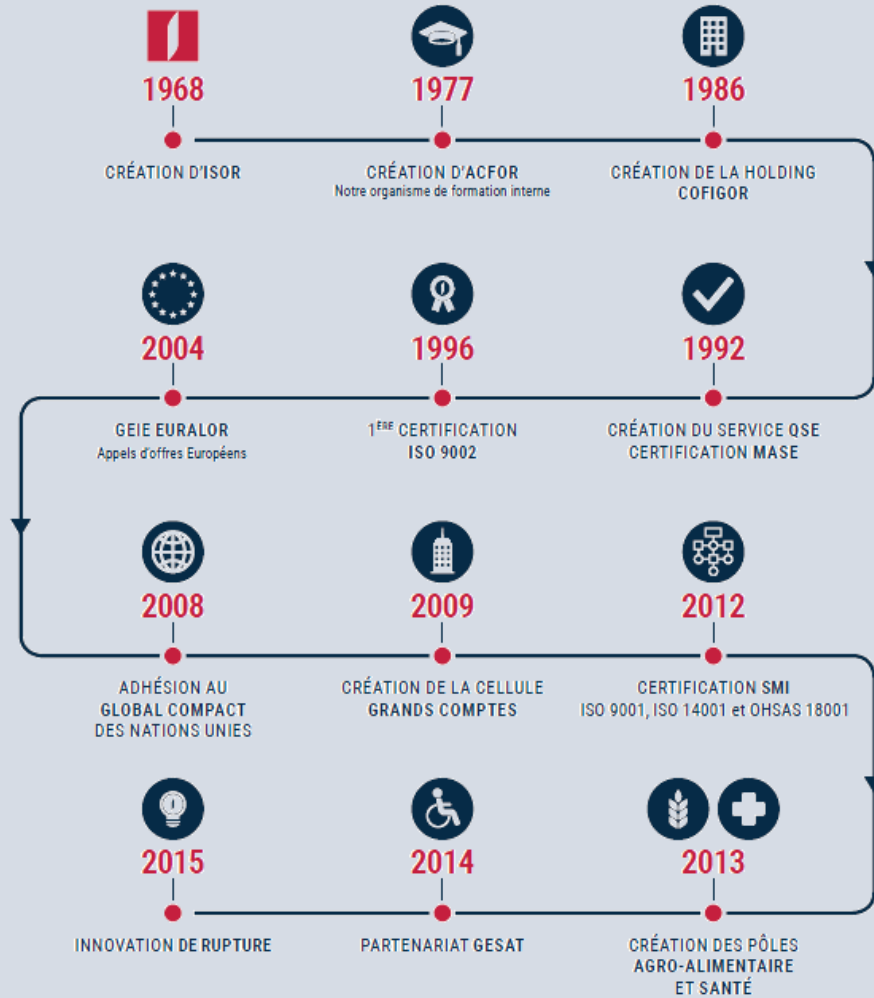 1968
CRÉATION D'ISOR
1977
CRÉATION D'ACFOR
Notre organisme de formation interne
1986
CRÉATION DE LA HOLDING
COFIGOR
1992
CRÉATION DU SERVICE QSE
CERTIFICATION MASE
1996
1ÈRE CERTIFICATION
ISO 9002
2004
GEIE EURALOR
Appels d'offres Européens
2008
ADHÉSION AU
GLOBAL COMPACT
DES NATIONS UNIES
2009
CRÉATION DE LA CELLULE
GRANDS COMPTES
2012
CERTIFICATION SMI
ISO 9001, ISO 14001 et OHSAS 18001
2013
CRÉATION DES PÔLES
AGRO-ALIMENTAIRE
ET SANTÉ
2014
PARTENARIAT GESAT
2015
INNOVATION DE RUPTURE